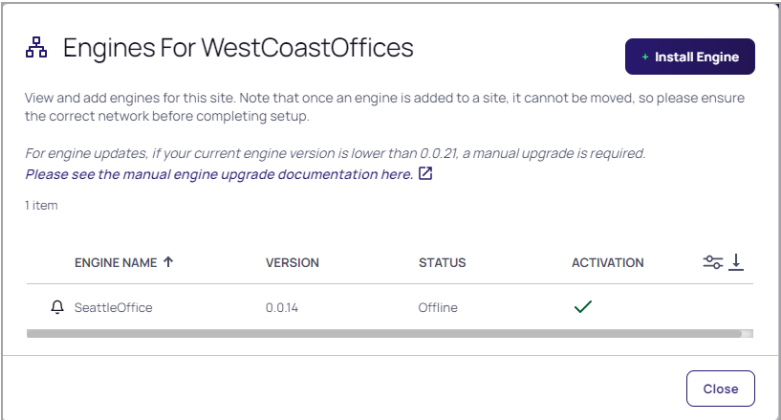 Engines For WestCoastOffices
+ Install Engine
View and add engines for this site. Note that once an engine is added to a site, it cannot be moved, so please ensure
the correct network before completing setup.
For engine updates, if your current engine version is lower than 0.0.21, a manual upgrade is required.
Please see the manual engine upgrade documentation here.
1 item
ENGINE NAME ↑ VERSION STATUS ACTIVATION
SeattleOffice 0.0.14 Offline
Close